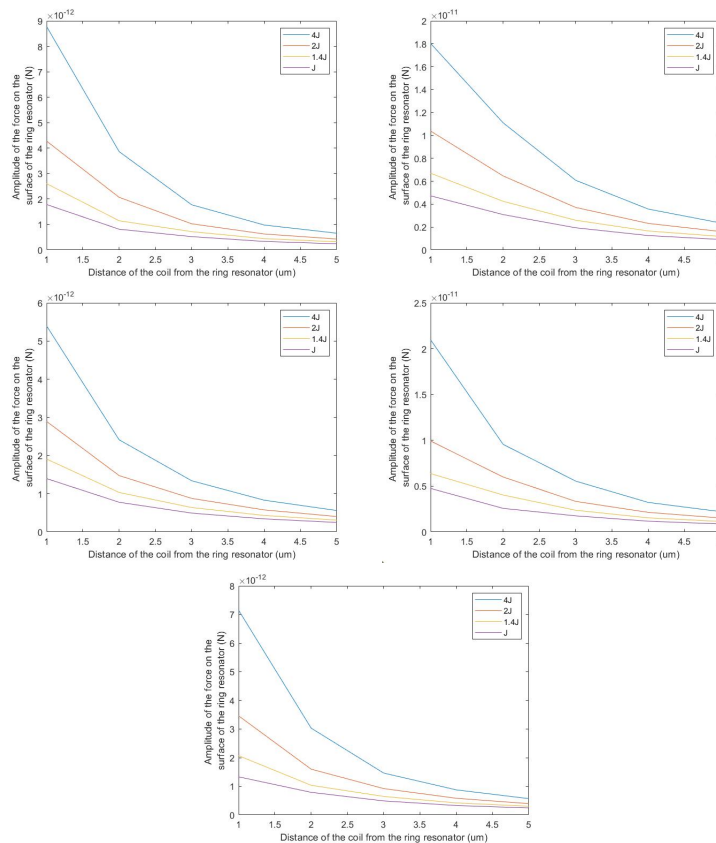 ×10⁻¹²
9
8
7
6
5
4
3
2
1
0
Amplitude of the force on the
surface of the ring resonator (N)
1 1.5 2 2.5 3 3.5 4 4.5 5
Distance of the coil from the ring resonator (um)
4J
2J
1.4J
J
×10⁻¹¹
2
1.8
1.6
1.4
1.2
1
0.8
0.6
0.4
0.2
0
Amplitude of the force on the
surface of the ring resonator (N)
1 1.5 2 2.5 3 3.5 4 4.5 5
Distance of the coil from the ring resonator (um)
4J
2J
1.4J
J
×10⁻¹²
6
5
4
3
2
1
0
Amplitude of the force on the
surface of the ring resonator (N)
1 1.5 2 2.5 3 3.5 4 4.5 5
Distance of the coil from the ring resonator (um)
4J
2J
1.4J
J
×10⁻¹¹
2.5
2
1.5
1
0.5
0
Amplitude of the force on the
surface of the ring resonator (N)
1 1.5 2 2.5 3 3.5 4 4.5 5
Distance of the coil from the ring resonator (um)
4J
2J
1.4J
J
.
×10⁻¹²
8
7
6
5
4
3
2
1
0
Amplitude of the force on the
surface of the ring resonator (N)
1 1.5 2 2.5 3 3.5 4 4.5 5
Distance of the coil from the ring resonator (um)
4J
2J
1.4J
J